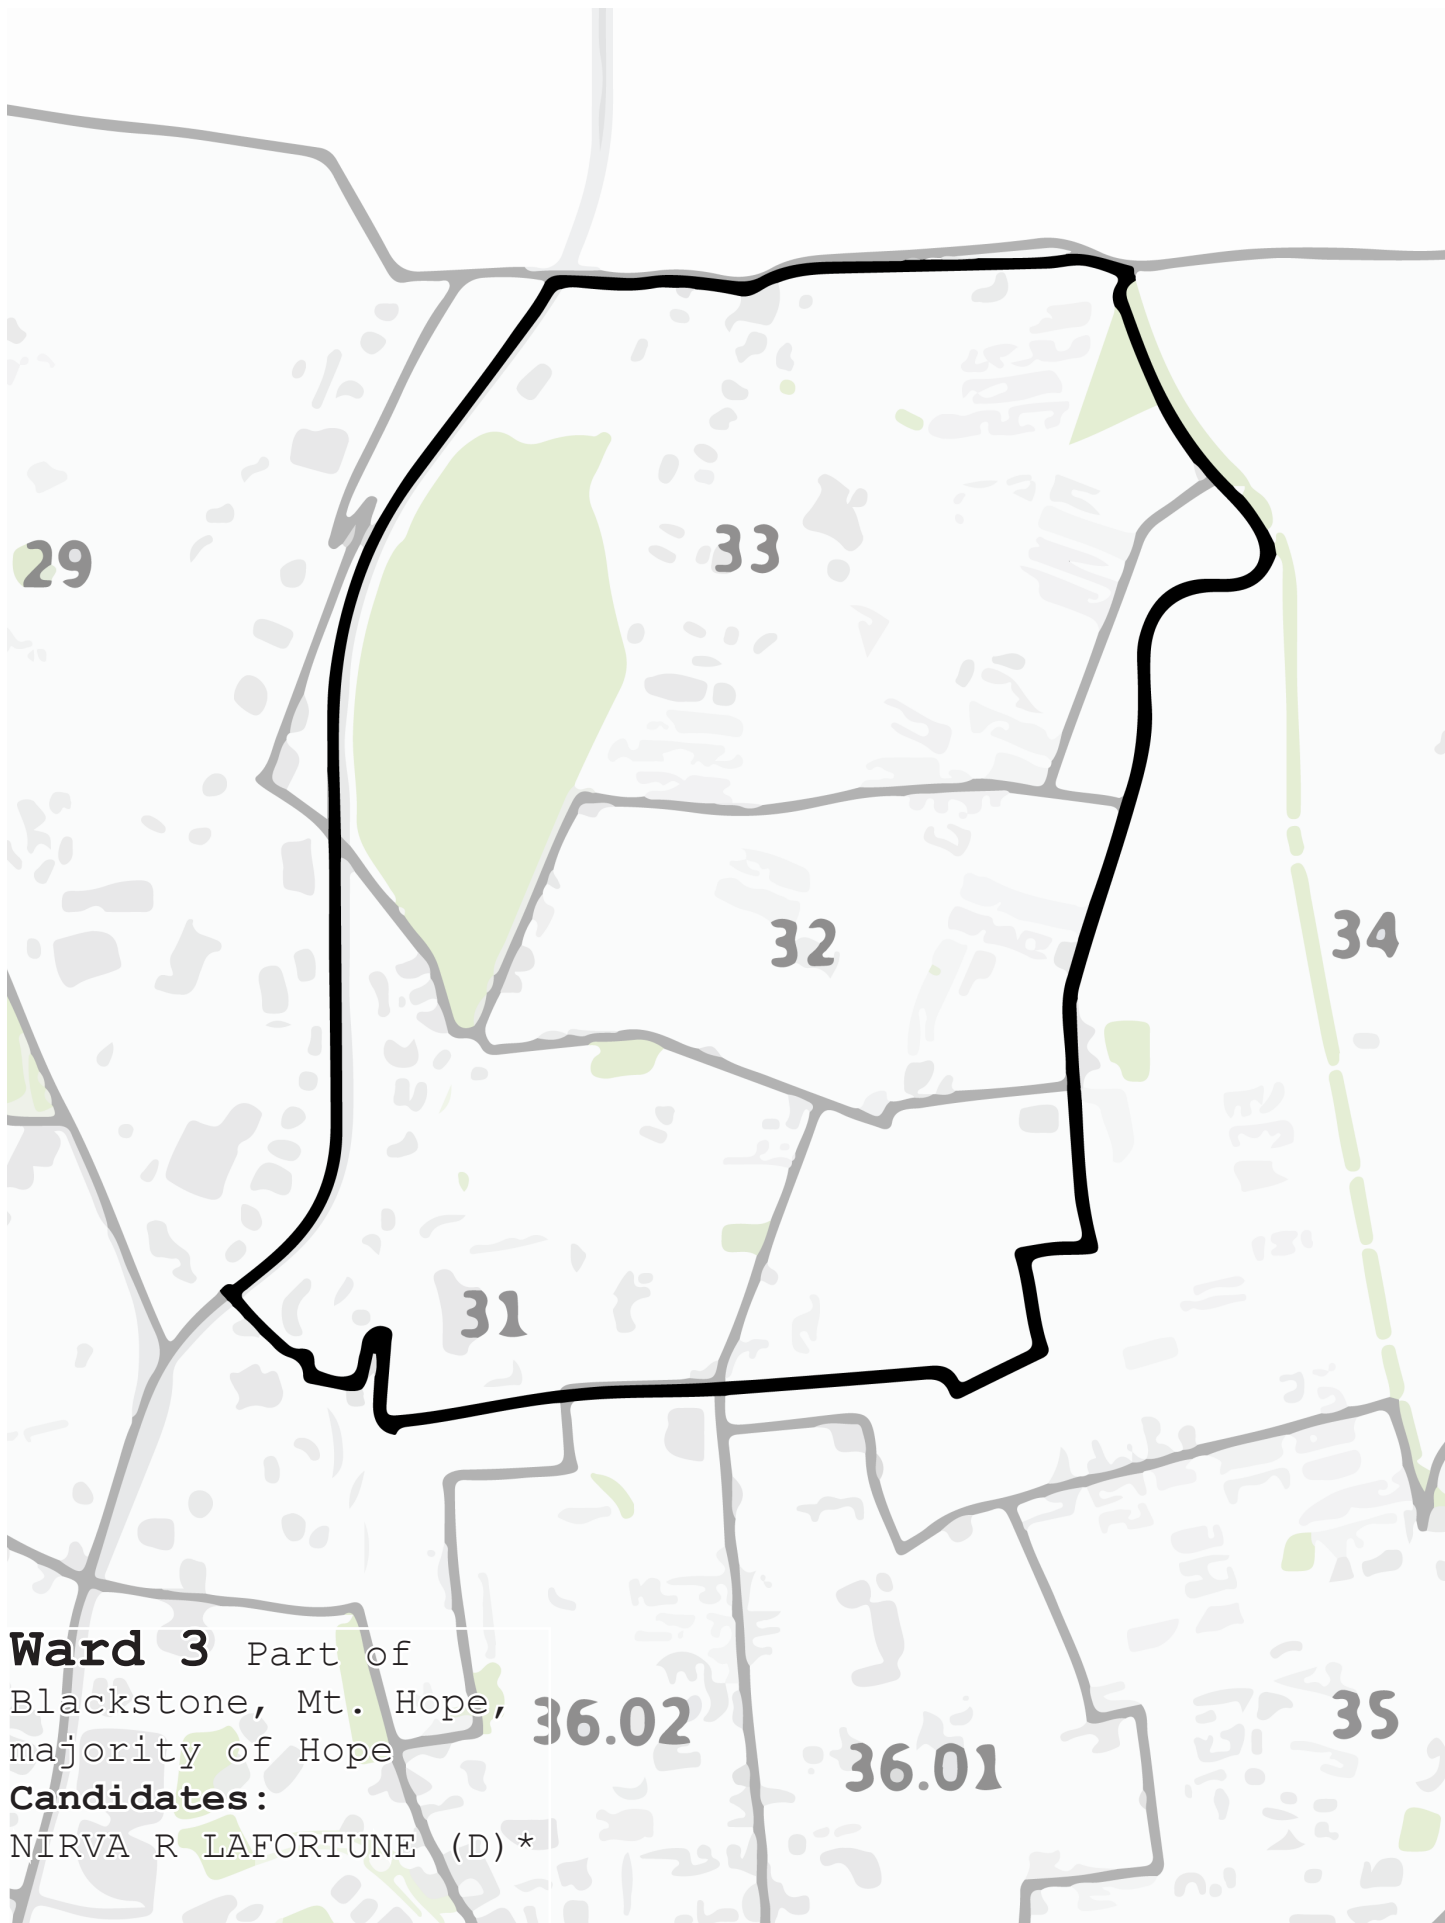 29
33
32
34
31
Ward 3 Part of
Blackstone, Mt. Hope,
majority of Hope
Candidates:
NIRVA R LAFORTUNE (D)*
36.02
36.01
35